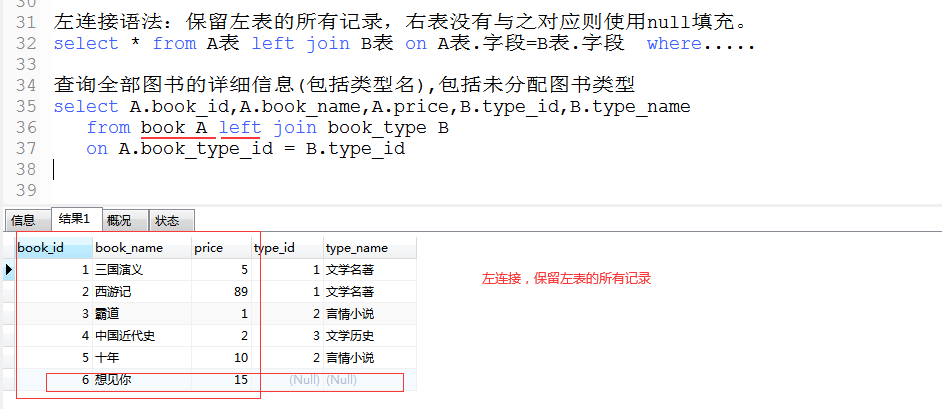 30
31 左连接语法：保留左表的所有记录，右表没有与之对应则使用null填充。
32 select * from A表 left join B表 on A表.字段=B表.字段  where.....
33
34 查询全部图书的详细信息(包括类型名),包括未分配图书类型
35 select A.book_id,A.book_name,A.price,B.type_id,B.type_name
36 from book A left join book_type B
37 on A.book_type_id = B.type_id
38
39
信息 结果1 概况 状态
book_id book_name price type_id type_name
1 三国演义 5 1 文学名著
左连接，保留左表的所有记录
2 西游记 89 1 文学名著
3 霸道 1 2 言情小说
4 中国近代史 2 3 文学历史
5 十年 10 2 言情小说
6 想见你 15 (Null) (Null)